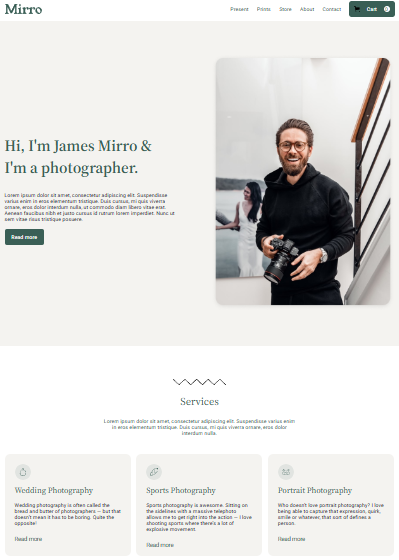 Mirro
Present Prints Store About Contact Cart 0
Hi, I'm James Mirro &
I'm a photographer.
Lorem ipsum dolor sit amet, consectetur adipiscing elit. Suspendisse
varius enim in eros elementum tristique. Duis cursus, mi quis viverra
ornare, eros dolor interdum nulla, ut commodo diam libero vitae erat.
Aenean faucibus nibh et justo cursus id rutrum lorem imperdiet. Nunc ut
sem vitae risus tristique posuere.
Read more
Services
Lorem ipsum dolor sit amet, consectetur adipiscing elit. Suspendisse varius enim
in eros elementum tristique. Duis cursus, mi quis viverra ornare, eros dolor
interdum nulla.
Wedding Photography
Wedding photography is often called the
bread and butter of photographers — but that
doesn't mean it has to be boring. Quite the
opposite!
Read more
Sports Photography
Sports photography is awesome. Sitting on
the sidelines with a massive telephoto
allows me to get right into the action — I love
shooting sports where there's a lot of
explosive movement.
Read more
Portrait Photography
Who doesn't love portrait photography? I love
being able to capture that expression, quirk,
smile or whatever, that sort of defines a
person.
Read more